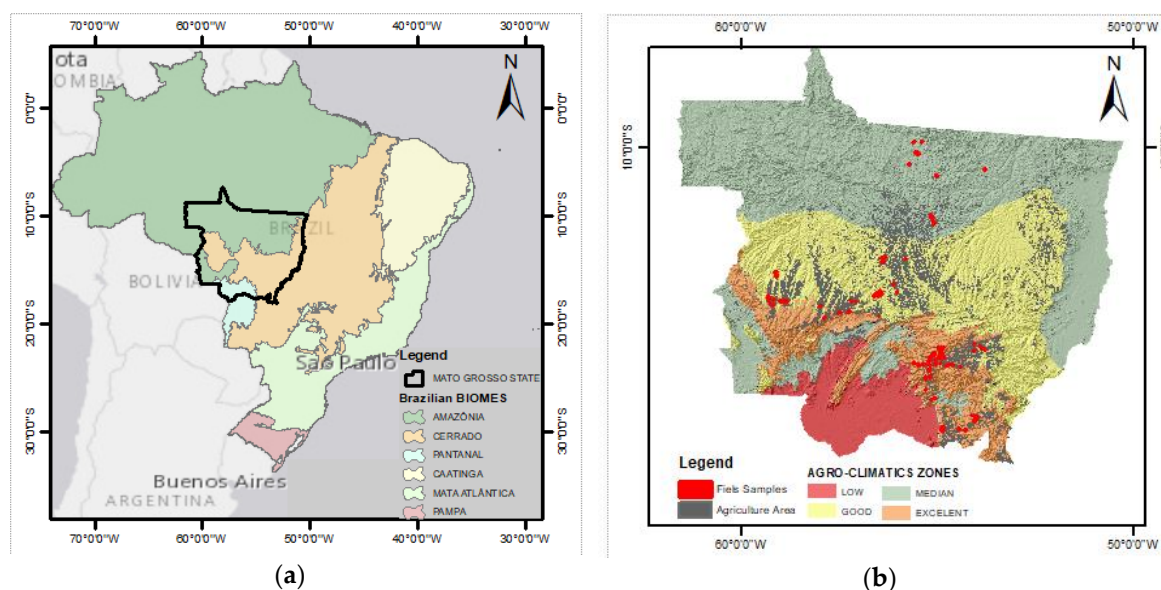 70°0'0"W 60°0'0"W 50°0'0"W 40°0'0"W 30°0'0"W
ota
OMBIA
N
0°0'0" 0°0'0"
10°0'0"S 10°0'0"S
BRAZIL
BOLIVIA
20°0'0"S 20°0'0"S
Sao Paulo
Legend
MATO GROSSO STATE
Brazilian BIOMES
AMAZÔNIA
CERRADO
PANTANAL
CAATINGA
MATA ATLÂNTICA
PAMPA
30°0'0"S 30°0'0"S
Buenos Aires
ARGENTINA
70°0'0"W 60°0'0"W 50°0'0"W 40°0'0"W 30°0'0"W
(a)
60°0'0"W 50°0'0"W
N
10°0'0"S 10°0'0"S
Legend
Fiels Samples
Agriculture Area
AGRO-CLIMATICS ZONES
LOW MEDIAN
GOOD EXCELENT
60°0'0"W 50°0'0"W
(b)